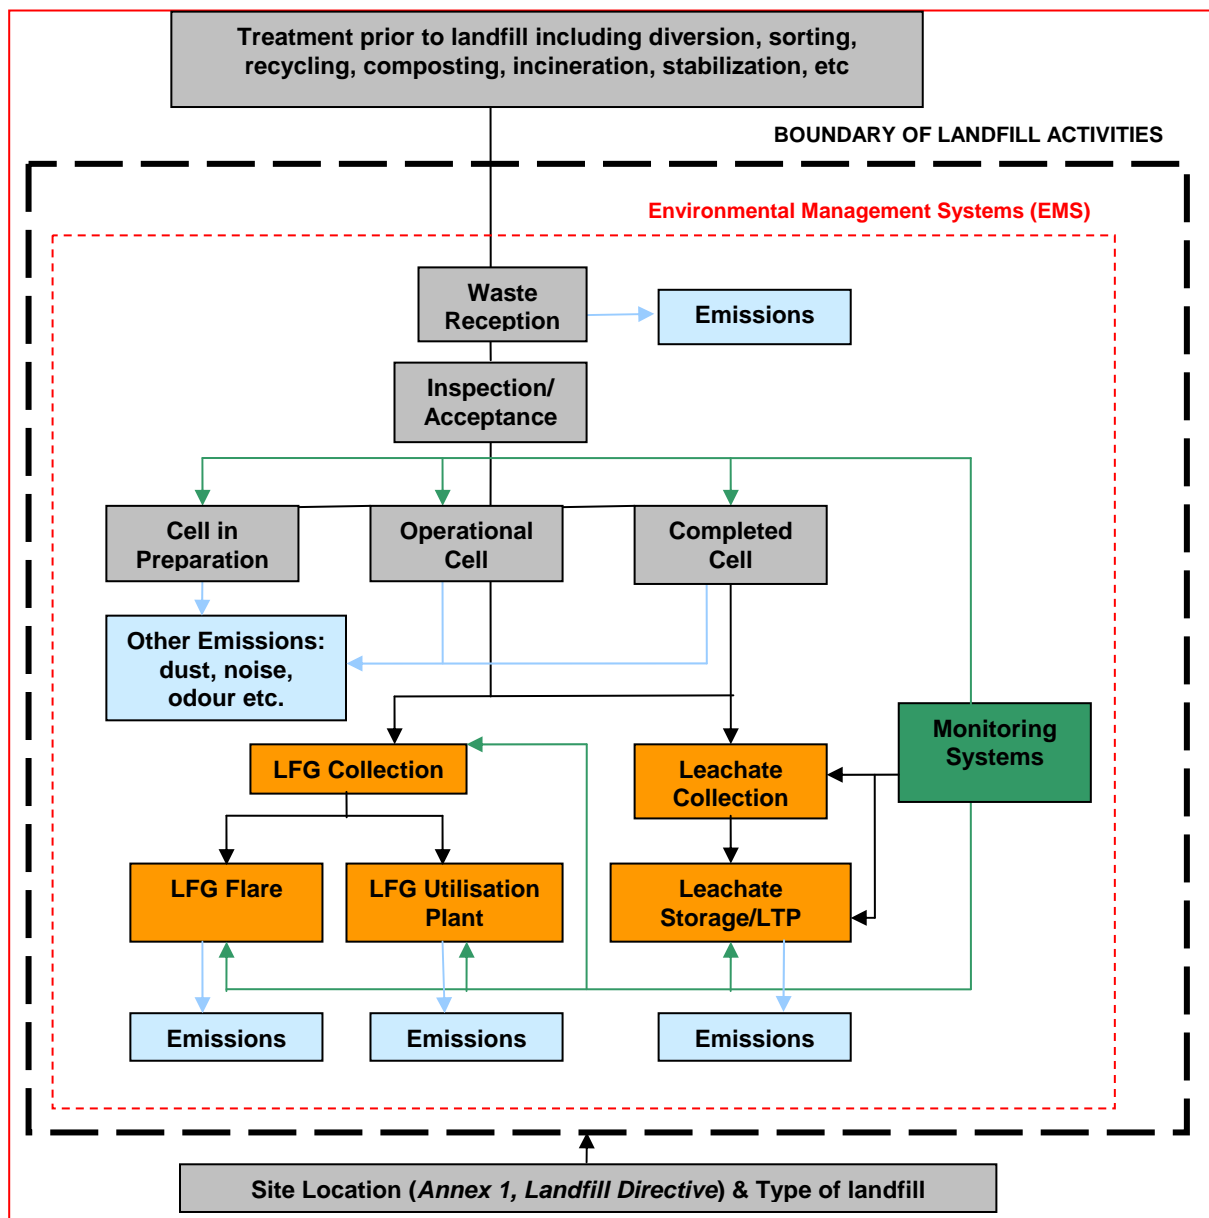 Treatment prior to landfill including diversion, sorting,
recycling, composting, incineration, stabilization, etc
BOUNDARY OF LANDFILL ACTIVITIES
Environmental Management Systems (EMS)
Waste
Reception
Emissions
Inspection/
Acceptance
Cell in
Preparation
Operational
Cell
Completed
Cell
Other Emissions:
dust, noise,
odour etc.
Monitoring
Systems
LFG Collection
Leachate
Collection
LFG Flare
LFG Utilisation
Plant
Leachate
Storage/LTP
Emissions
Emissions
Emissions
Site Location (Annex 1, Landfill Directive) & Type of landfill